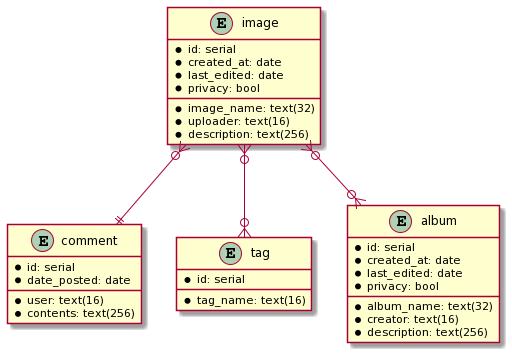 E image
id: serial
created_at: date
last_edited: date
privacy: bool
image_name: text(32)
uploader: text(16)
description: text(256)
E comment
id: serial
date_posted: date
user: text(16)
contents: text(256)
E tag
id: serial
tag_name: text(16)
E album
id: serial
created_at: date
last_edited: date
privacy: bool
album_name: text(32)
creator: text(16)
description: text(256)